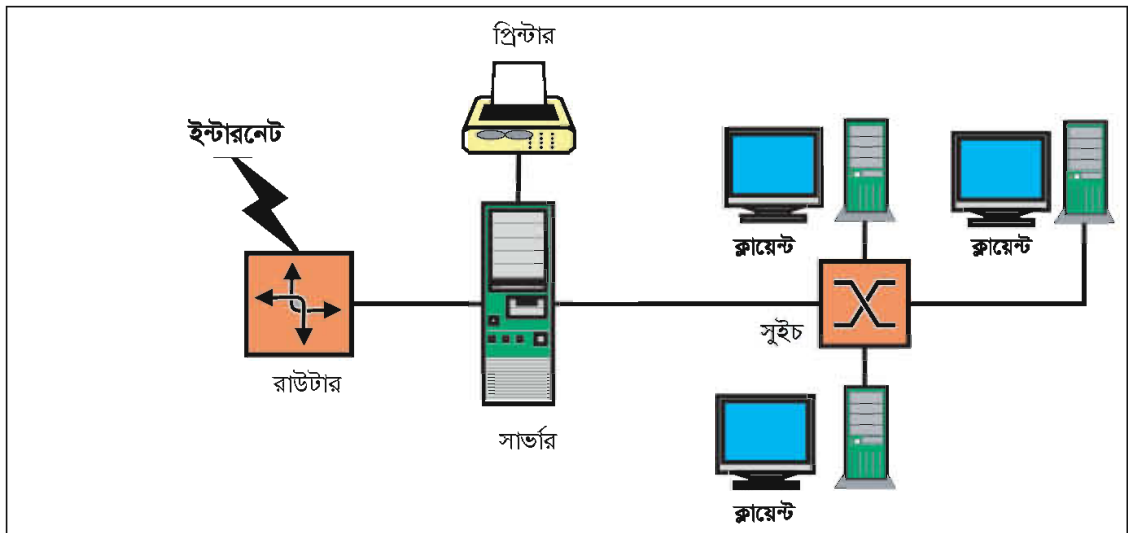 প্রিন্টার
ইন্টারনেট
ক্লায়েন্ট
ক্লায়েন্ট
সুইচ
রাউটার
সার্ভার
ক্লায়েন্ট